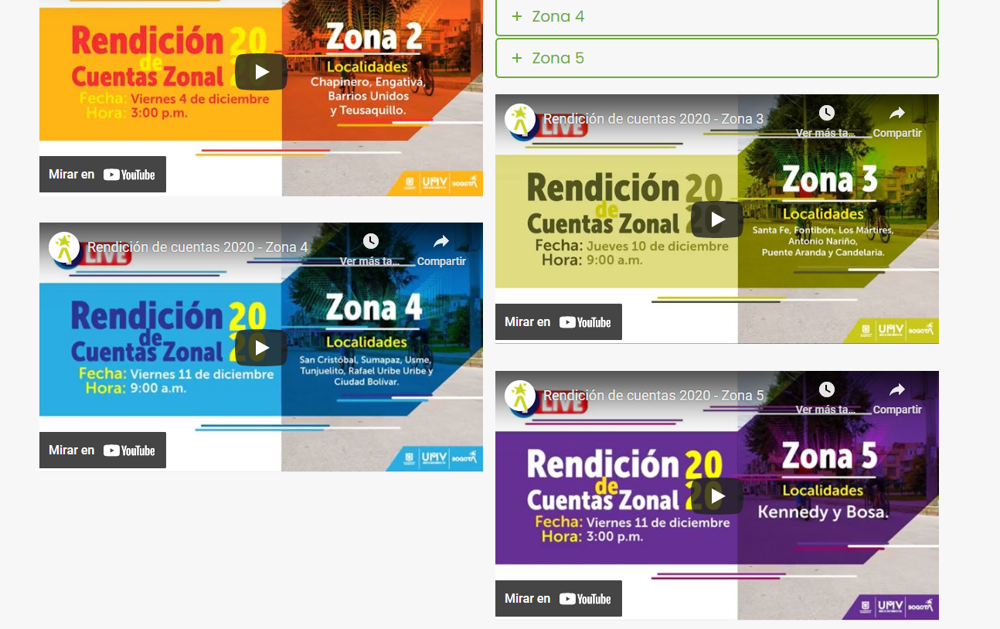 Rendición 20
de
Cuentas Zonal 2
Fecha: Viernes 4 de diciembre
Hora: 3:00 p.m.
Zona 2
Localidades
Chapinero, Engativá,
Barrios Unidos
y Teusaquillo.
Mirar en YouTube
UMV
BOGOTÁ
Rendición de cuentas 2020 - Zona 4
LIVE
Ver más ta...
Compartir
Rendición 20
de
Cuentas Zonal 2
Fecha: Viernes 11 de diciembre
Hora: 9:00 a.m.
Zona 4
Localidades
San Cristóbal, Sumapaz, Usme,
Tunjuelito, Rafael Uribe Uribe y
Ciudad Bolívar.
Mirar en YouTube
UMV
BOGOTÁ
+ Zona 4
+ Zona 5
Rendición de cuentas 2020 - Zona 3
LIVE
Ver más ta...
Compartir
Rendición 20
de
Cuentas Zonal 2
Fecha: Jueves 10 de diciembre
Hora: 9:00 a.m.
Zona 3
Localidades
Santa Fe, Fontibón, Los Mártires,
Antonio Nariño,
Puente Aranda y Candelaria.
Mirar en YouTube
UMV
BOGOTÁ
Rendición de cuentas 2020 - Zona 5
LIVE
Ver más ta...
Compartir
Rendición 20
de
Cuentas Zonal 2
Fecha: Viernes 11 de diciembre
Hora: 3:00 p.m.
Zona 5
Localidades
Kennedy y Bosa.
Mirar en YouTube
UMV
BOGOTÁ